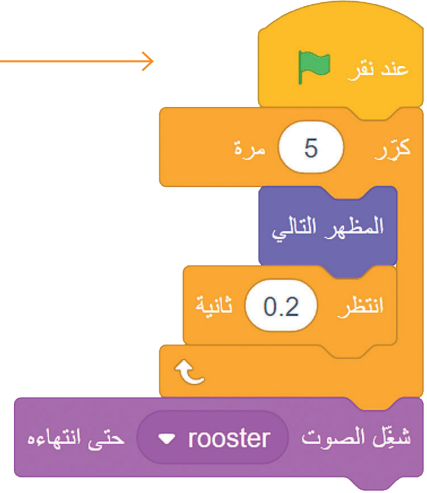 عند نقر
كرّر 5 مرة
المظهر التالي
انتظر 0.2 ثانية
شغّل الصوت rooster حتى انتهاءه